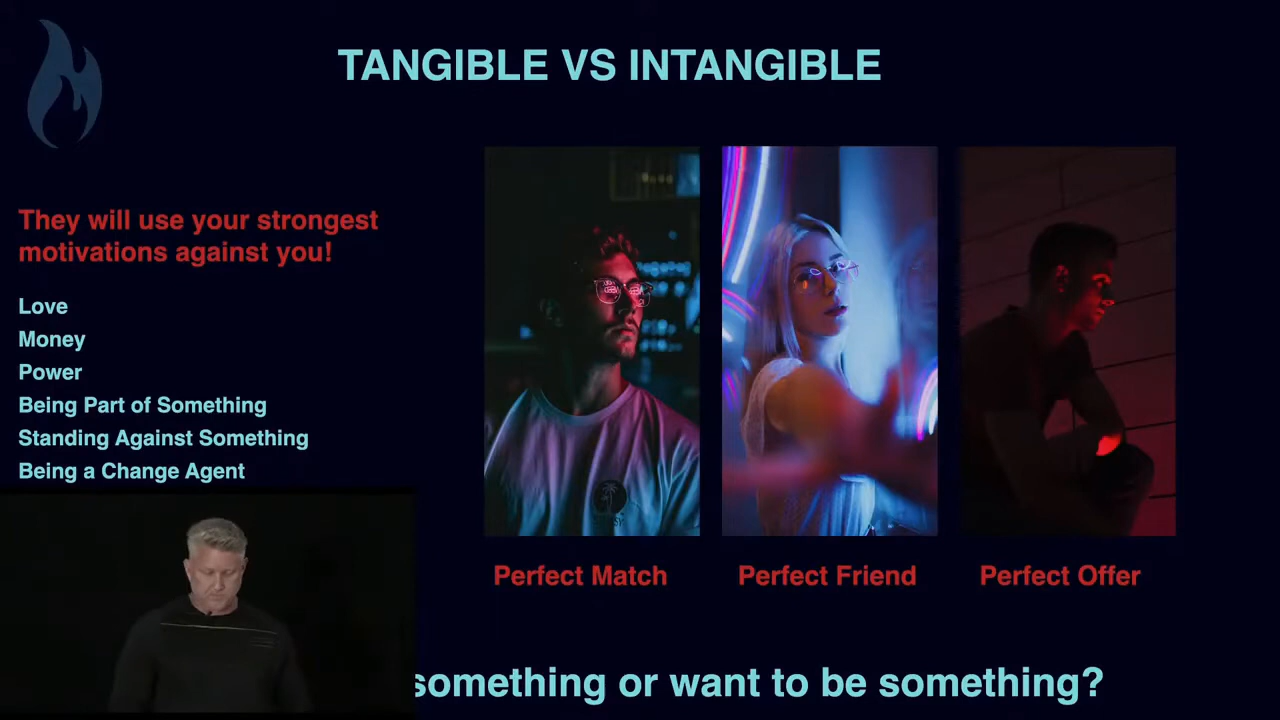 TANGIBLE VS INTANGIBLE
They will use your strongest
motivations against you!
Love
Money
Power
Being Part of Something
Standing Against Something
Being a Change Agent
Perfect Match
Perfect Friend
Perfect Offer
something or want to be something?